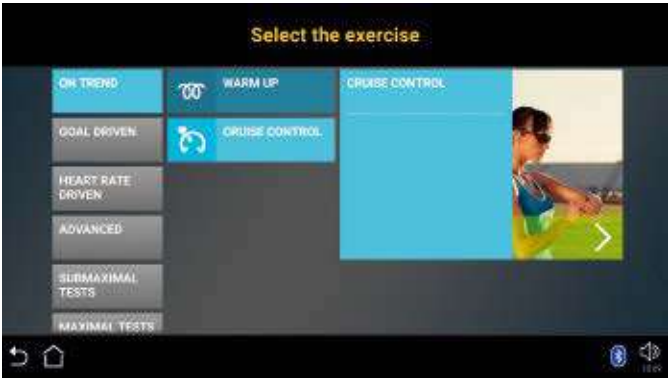 Select the exercise
ON TREND
WARM UP
CRUISE CONTROL
GOAL DRIVEN
CRUISE CONTROL
HEART RATE
DRIVEN
ADVANCED
SUBMAXIMAL
TESTS
MAXIMAL TESTS